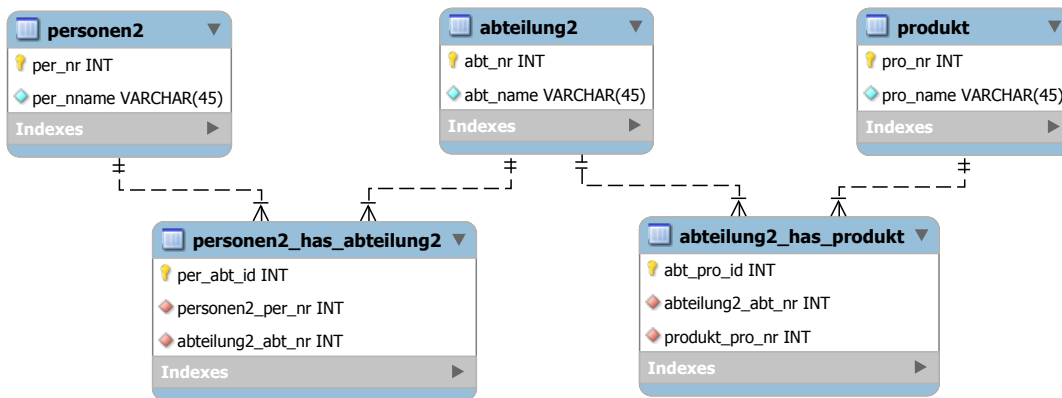 personen2
per_nr INT
per_nname VARCHAR(45)
Indexes
abteilung2
abt_nr INT
abt_name VARCHAR(45)
Indexes
produkt
pro_nr INT
pro_name VARCHAR(45)
Indexes
personen2_has_abteilung2
per_abt_id INT
personen2_per_nr INT
abteilung2_abt_nr INT
Indexes
abteilung2_has_produkt
abt_pro_id INT
abteilung2_abt_nr INT
produkt_pro_nr INT
Indexes